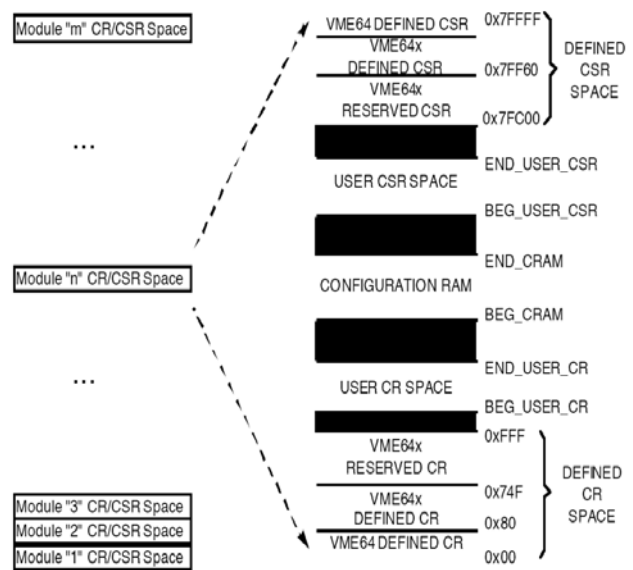 Module "m" CR/CSR Space
...
Module "n" CR/CSR Space
...
Module "3" CR/CSR Space
Module "2" CR/CSR Space
Module "1" CR/CSR Space
VME64 DEFINED CSR
VME64x
DEFINED CSR
VME64x
RESERVED CSR
USER CSR SPACE
CONFIGURATION RAM
USER CR SPACE
VME64x
RESERVED CR
VME64x
DEFINED CR
VME64 DEFINED CR
0x7FFFF
0x7FF60
0x7FC00
END_USER_CSR
BEG_USER_CSR
END_CRAM
BEG_CRAM
END_USER_CR
BEG_USER_CR
0xFFF
0x74F
0x80
0x00
DEFINED
CSR
SPACE
DEFINED
CR
SPACE